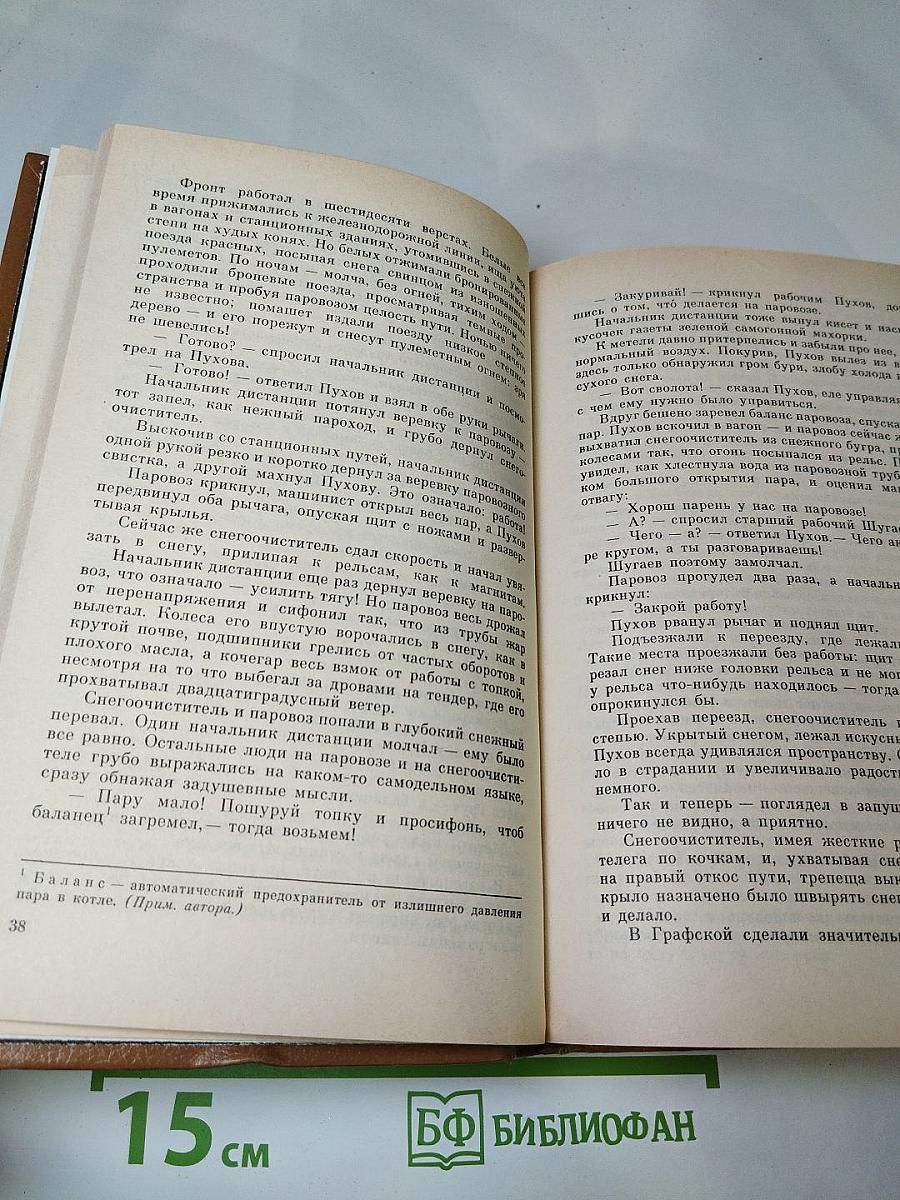 Фронт работал в шестидесяти верстах. Белые все
время прижимались к железнодорожной линии, ища уюта
в вагонах и станционных зданиях, утомившись в снежной
степи на худых конях. Но белых отжимали бронированные
поезда красных, посыпая снега свинцом из изношенных
пулеметов. По ночам — молча, без огней, тихим ходом —
проходили броневые поезда, просматривая темные про-
странства и пробуя паровозом целость пути. Ночью ничего
не известно; помашет издали поезду низкое степное
дерево — и его порежут и снесут пулеметным огнем: зря
не шевелись!
— Готово? — спросил начальник дистанции и посмо-
трел на Пухова.
— Готово! — ответил Пухов и взял в обе руки рычаги.
Начальник дистанции потянул веревку к паровозу —
тот запел, как нежный пароход, и грубо дернул снего-
очиститель.
Выскочив со станционных путей, начальник дистанции
одной рукой резко и коротко дернул за веревку паровозного
свистка, а другой махнул Пухову. Это означало: работа!
Паровоз крикнул, машинист открыл весь пар, а Пухов
передвинул оба рычага, опуская щит с ножами и развер-
тывая крылья.
Сейчас же снегоочиститель сдал скорость и начал увя-
зать в снегу, прилипая к рельсам, как к магнитам.
Начальник дистанции еще раз дернул веревку на паро-
воз, что означало — усилить тягу! Но паровоз весь дрожал
от перенапряжения и сифонил так, что из трубы жар
вылетал. Колеса его впустую ворочались в снегу, как в
крутой почве, подшипники грелись от частых оборотов и
плохого масла, а кочегар весь взмок от работы с топкой,
несмотря на то что выбегал за дровами на тендер, где его
прохватывал двадцатиградусный ветер.
Снегоочиститель и паровоз попали в глубокий снежный
перевал. Один начальник дистанции молчал — ему было
все равно. Остальные люди на паровозе и на снегоочисти-
теле грубо выражались на каком-то самодельном языке,
сразу обнажая задушевные мысли.
— Пару мало! Пошуруй топку и просифонь, чтоб
баланец¹ загремел,— тогда возьмем!
¹ Баланс — автоматический предохранитель от излишнего давления
пара в котле. (Прим. автора.)
38
— Закуривай! — крикнул рабочим Пухов,
шись о том, что́ делается на паровозе.
Начальник дистанции тоже вынул кисет и
кусочек газеты зеленой самогонной махорки.
К метели давно притерпелись и забыли про нее,
нормальный воздух. Покурив, Пухов вылез из
здесь только обнаружил гром бури, злобу холода и
сухого снега.
— Вот сволота! — сказал Пухов, еле
с чем ему нужно было управиться.
Вдруг бешено заревел баланс паровоза,
пар. Пухов вскочил в вагон — и паровоз сейчас
выхватил снегоочиститель из снежного бугра,
колесами так, что огонь посыпался из рельс.
увидел, как хлестнула вода из паровозной
ком большого открытия пара, и оценил
отвагу:
— Хорош парень у нас на паровозе!
— А? — спросил старший рабочий
— Чего — а? — ответил Пухов.— Чего
ре кругом, а ты разговариваешь!
Шугаев поэтому замолчал.
Паровоз прогудел два раза, а
крикнул:
— Закрой работу!
Пухов рванул рычаг и поднял щит.
Подъезжали к переезду, где
Такие места проезжали без работы: щит
резал снег ниже головки рельса и не
у рельса что-нибудь находилось — тогда
опрокинулся бы.
Проехав переезд, снегоочиститель
степью. Укрытый снегом, лежал
Пухов всегда удивлялся пространству.
ло в страдании и увеличивало
немного.
Так и теперь — поглядел в
ничего не видно, а приятно.
Снегоочиститель, имея жесткие
телега по кочкам, и, ухватывая
на правый откос пути, трепеща
крыло назначено было швырять
и делало.
В Графской сделали
15 см
БФ БИБЛИОФАН